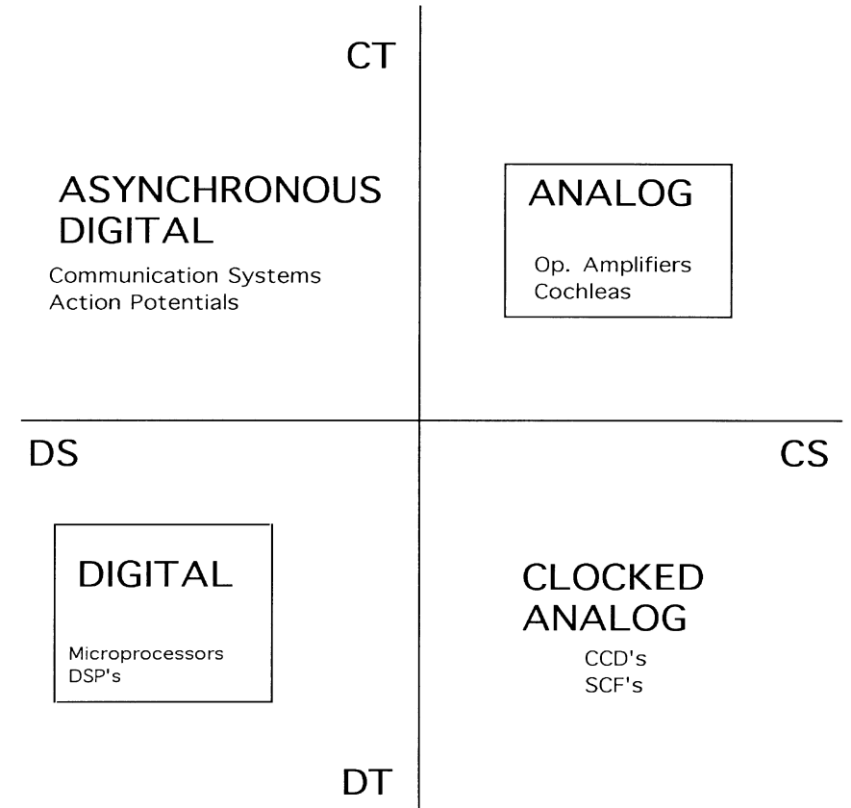 CT
ASYNCHRONOUS
DIGITAL
Communication Systems
Action Potentials
ANALOG
Op. Amplifiers
Cochleas
DS
CS
DIGITAL
Microprocessors
DSP's
CLOCKED
ANALOG
CCD's
SCF's
DT